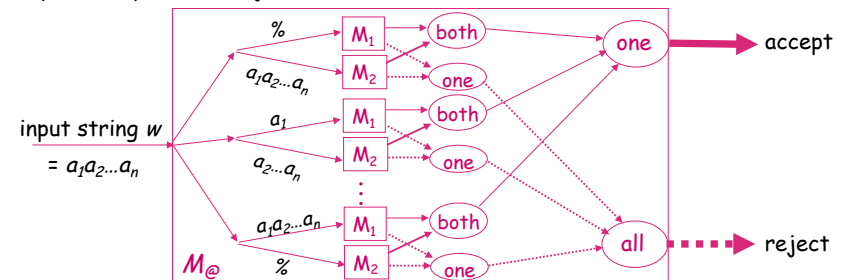 %
M₁
both
one
accept
a₁a₂...aₙ
M₂
one
a₁
M₁
both
input string w
= a₁a₂...aₙ
a₂...aₙ
M₂
one
a₁a₂...aₙ
M₁
both
all
reject
M@
%
M₂
one